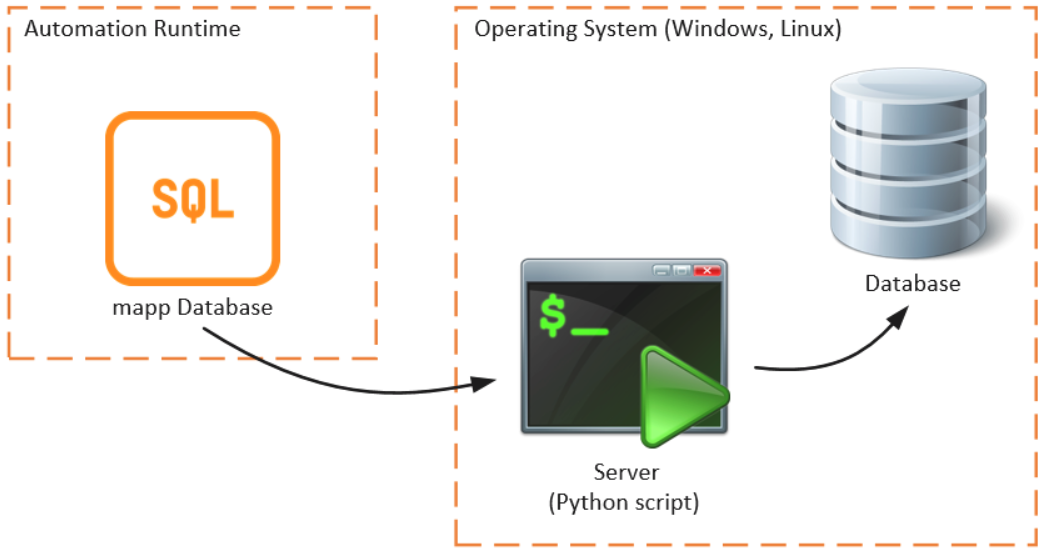 Automation Runtime
SQL
mapp Database
Operating System (Windows, Linux)
$_
Server
(Python script)
Database